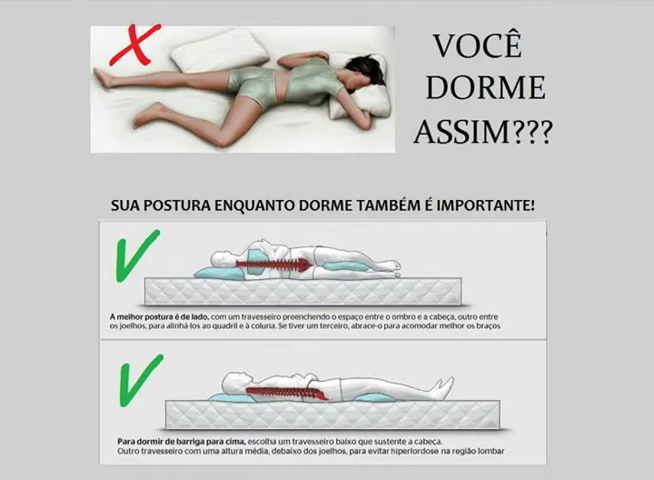 VOCÊ
DORME
ASSIM???
SUA POSTURA ENQUANTO DORME TAMBÉM É IMPORTANTE!
A melhor postura é de lado, com um travesseiro preenchendo o espaço entre o ombro e a cabeça, outro entre
os joelhos, para alinhá-los ao quadril e à coluna. Se tiver um terceiro, abrace-o para acomodar melhor os braços
Para dormir de barriga para cima, escolha um travesseiro baixo que sustente a cabeça.
Outro travesseiro com uma altura média, debaixo dos joelhos, para evitar hiperlordose na região lombar